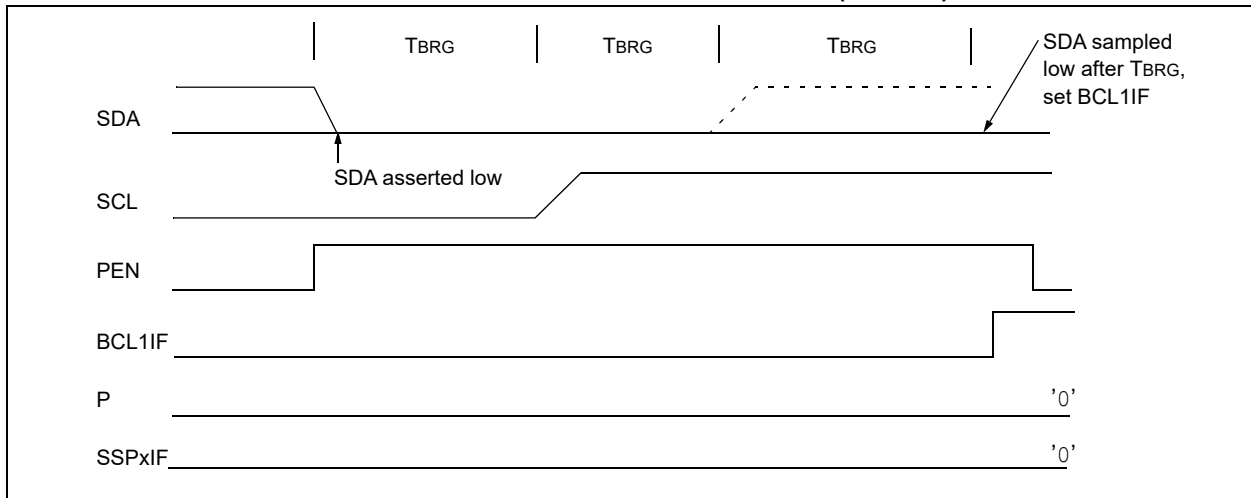 TBRG TBRG TBRG
SDA sampled
low after TBRG,
set BCL1IF
SDA
SDA asserted low
SCL
PEN
BCL1IF
P '0'
SSPxIF '0'